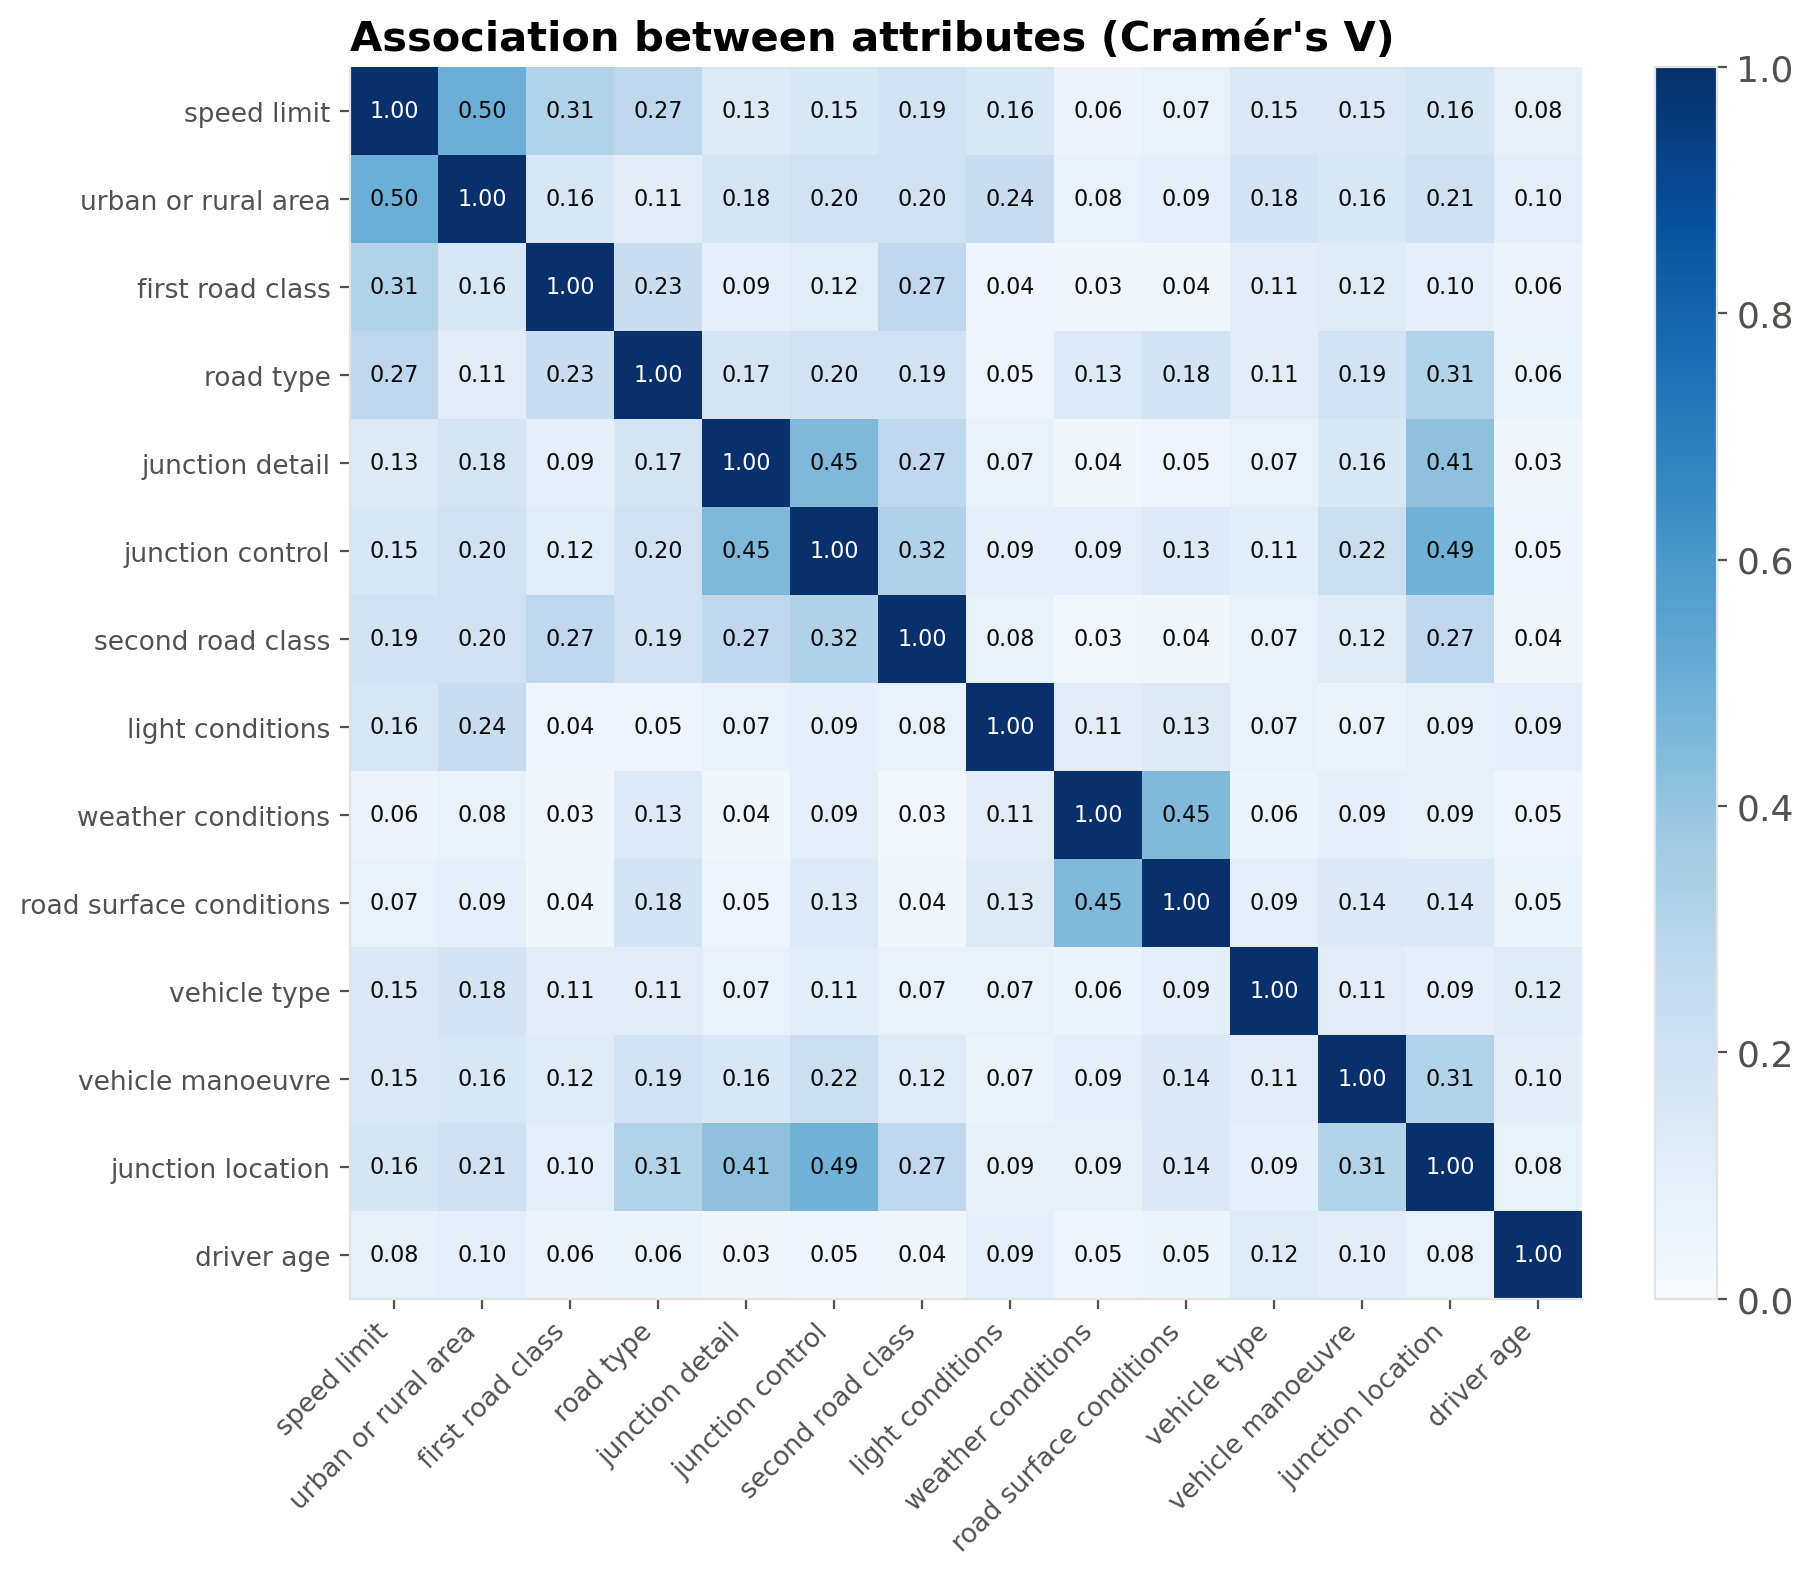 Association between attributes (Cramér's V)
speed limit 1.00 0.50 0.31 0.27 0.13 0.15 0.19 0.16 0.06 0.07 0.15 0.15 0.16 0.08
urban or rural area 0.50 1.00 0.16 0.11 0.18 0.20 0.20 0.24 0.08 0.09 0.18 0.16 0.21 0.10
first road class 0.31 0.16 1.00 0.23 0.09 0.12 0.27 0.04 0.03 0.04 0.11 0.12 0.10 0.06
road type 0.27 0.11 0.23 1.00 0.17 0.20 0.19 0.05 0.13 0.18 0.11 0.19 0.31 0.06
junction detail 0.13 0.18 0.09 0.17 1.00 0.45 0.27 0.07 0.04 0.05 0.07 0.16 0.41 0.03
junction control 0.15 0.20 0.12 0.20 0.45 1.00 0.32 0.09 0.09 0.13 0.11 0.22 0.49 0.05
second road class 0.19 0.20 0.27 0.19 0.27 0.32 1.00 0.08 0.03 0.04 0.07 0.12 0.27 0.04
light conditions 0.16 0.24 0.04 0.05 0.07 0.09 0.08 1.00 0.11 0.13 0.07 0.07 0.09 0.09
weather conditions 0.06 0.08 0.03 0.13 0.04 0.09 0.03 0.11 1.00 0.45 0.06 0.09 0.09 0.05
road surface conditions 0.07 0.09 0.04 0.18 0.05 0.13 0.04 0.13 0.45 1.00 0.09 0.14 0.14 0.05
vehicle type 0.15 0.18 0.11 0.11 0.07 0.11 0.07 0.07 0.06 0.09 1.00 0.11 0.09 0.12
vehicle manoeuvre 0.15 0.16 0.12 0.19 0.16 0.22 0.12 0.07 0.09 0.14 0.11 1.00 0.31 0.10
junction location 0.16 0.21 0.10 0.31 0.41 0.49 0.27 0.09 0.09 0.14 0.09 0.31 1.00 0.08
driver age 0.08 0.10 0.06 0.06 0.03 0.05 0.04 0.09 0.05 0.05 0.12 0.10 0.08 1.00
speed limit
urban or rural area
first road class
road type
junction detail
junction control
second road class
light conditions
weather conditions
road surface conditions
vehicle type
vehicle manoeuvre
junction location
driver age
1.0
0.8
0.6
0.4
0.2
0.0